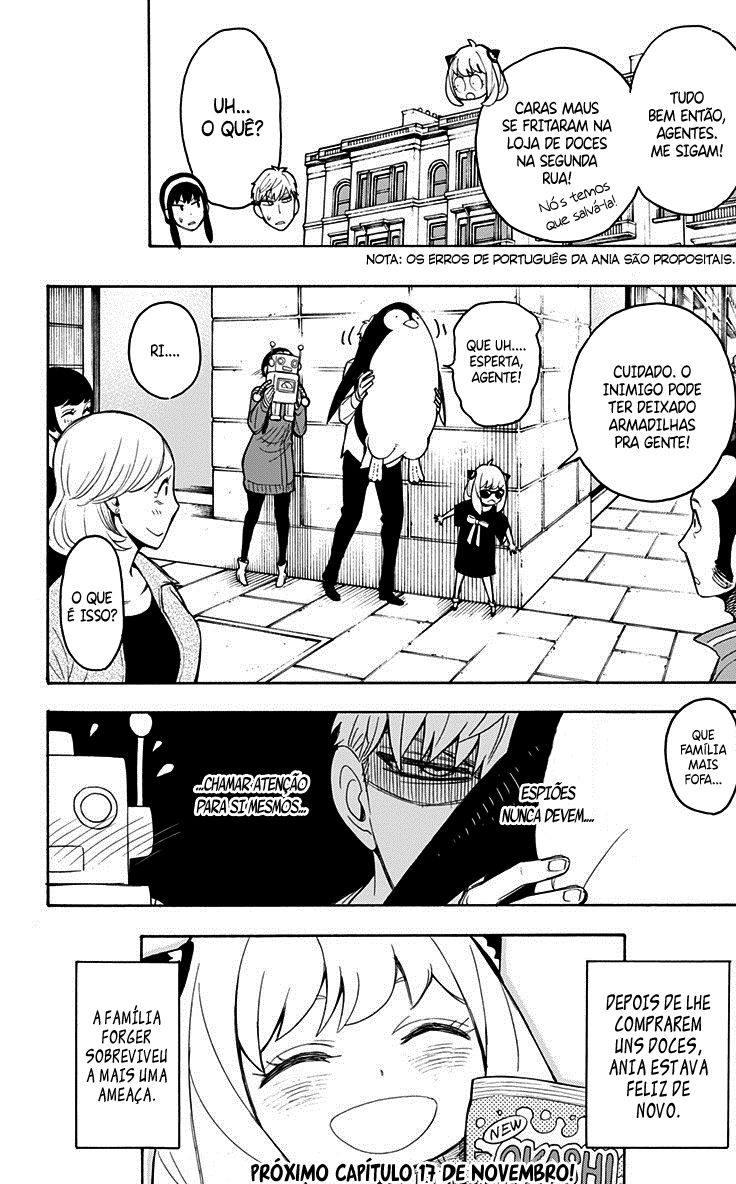 TUDO
BEM ENTÃO,
AGENTES.
ME SIGAM!
CARAS MAUS
SE FRITARAM NA
LOJA DE DOCES
NA SEGUNDA
RUA!
Nós temos
que salvá-la!
UH...
O QUÊ?
NOTA: OS ERROS DE PORTUGUÊS DA ANIA SÃO PROPOSITAIS.
CUIDADO. O
INIMIGO PODE
TER DEIXADO
ARMADILHAS
PRA GENTE!
QUE UH....
ESPERTA,
AGENTE!
RI....
O QUE
É ISSO?
QUE
FAMÍLIA
MAIS
FOFA...
ESPIÕES
NUNCA DEVEM....
...CHAMAR ATENÇÃO
PARA SI MESMOS...
DEPOIS DE LHE
COMPRAREM
UNS DOCES,
ANIA ESTAVA
FELIZ DE
NOVO.
A FAMÍLIA
FORGER
SOBREVIVEU
A MAIS UMA
AMEAÇA.
NEW
OKASHI
PRÓXIMO CAPÍTULO 17 DE NOVEMBRO!